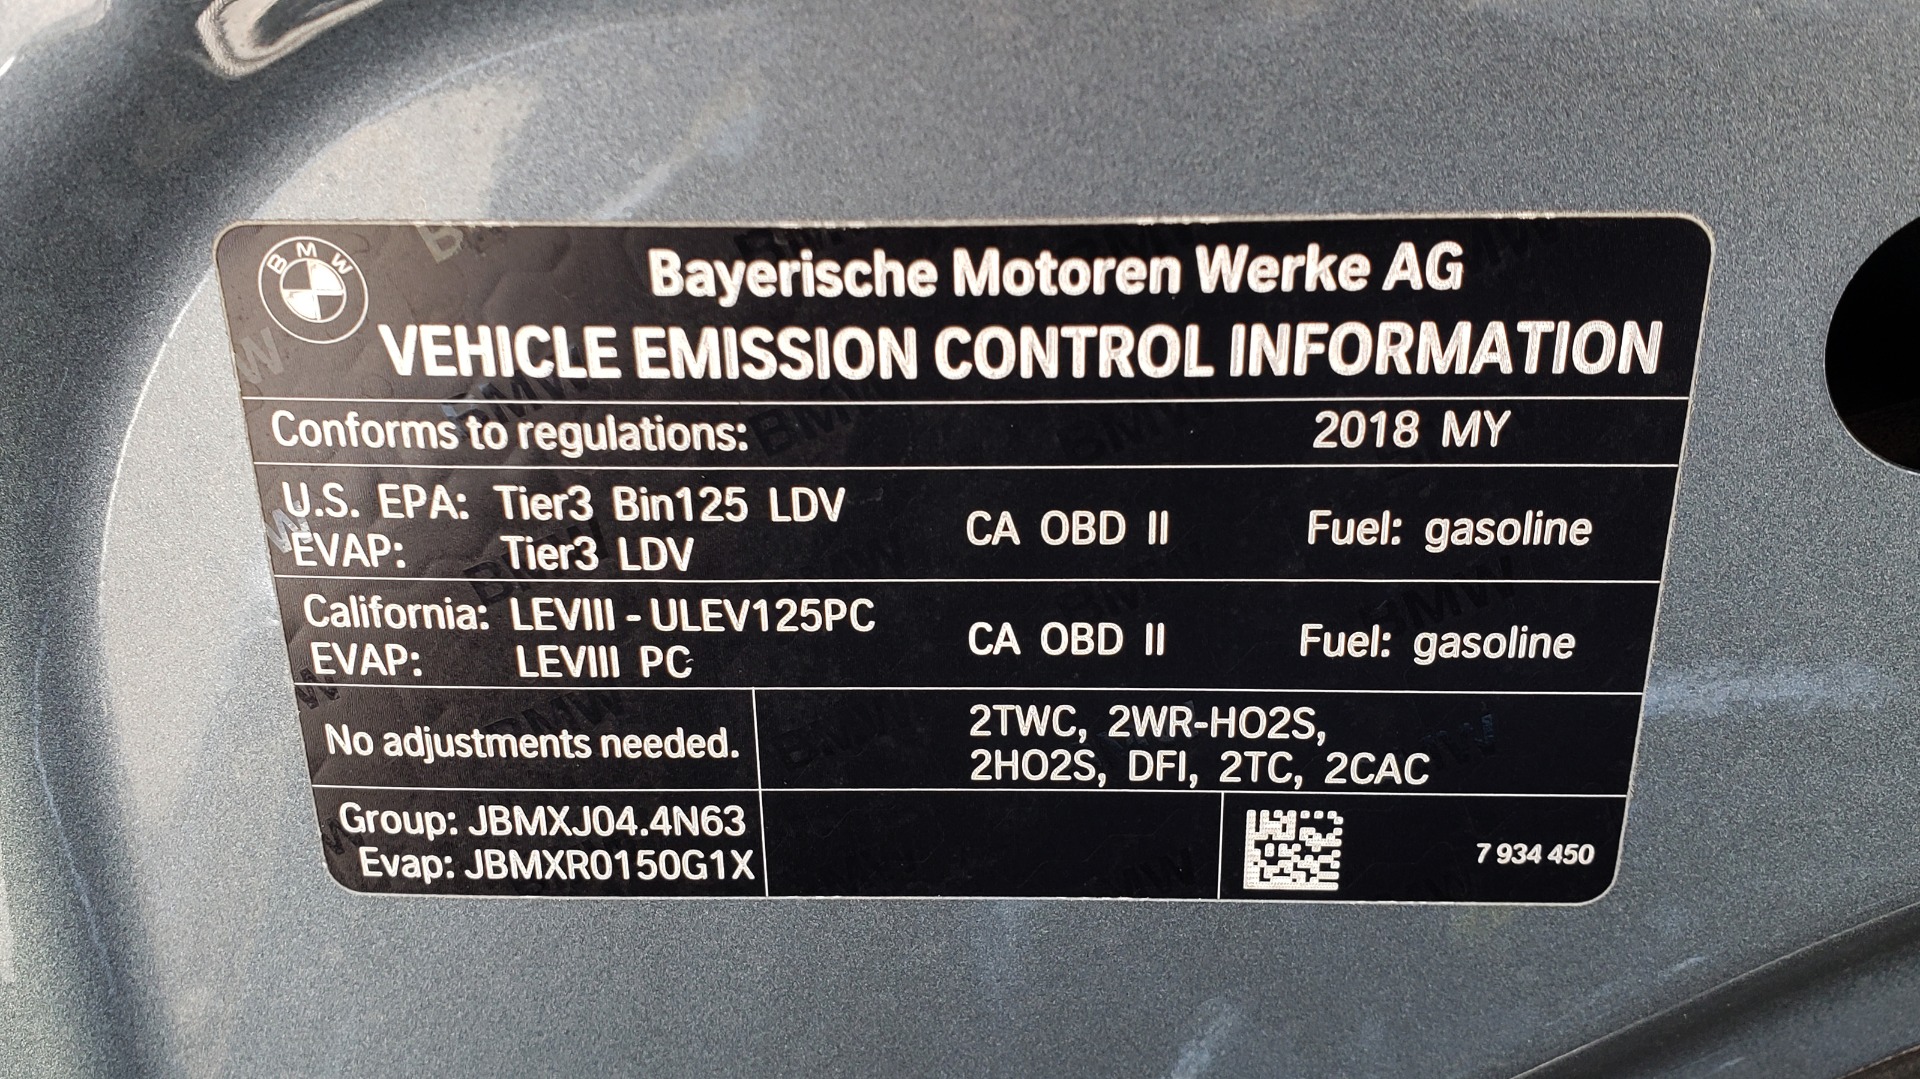 BMW
Bayerische Motoren Werke AG
VEHICLE EMISSION CONTROL INFORMATION
Conforms to regulations: 2018 MY
U.S. EPA: Tier3 Bin125 LDV
EVAP: Tier3 LDV
CA OBD II Fuel: gasoline
California: LEVIII - ULEV125PC
EVAP: LEVIII PC
CA OBD II Fuel: gasoline
No adjustments needed.
2TWC, 2WR-HO2S,
2HO2S, DFI, 2TC, 2CAC
Group: JBMXJ04.4N63
Evap: JBMXR0150G1X
7 934 450